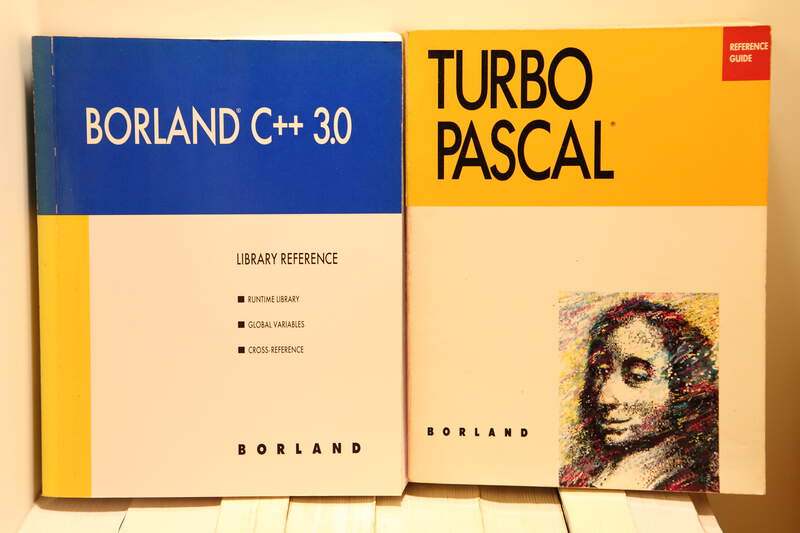 BORLAND® C++ 3.0
LIBRARY REFERENCE
■ RUNTIME LIBRARY
■ GLOBAL VARIABLES
■ CROSS-REFERENCE
BORLAND
TURBO
PASCAL®
REFERENCE
GUIDE
BORLAND